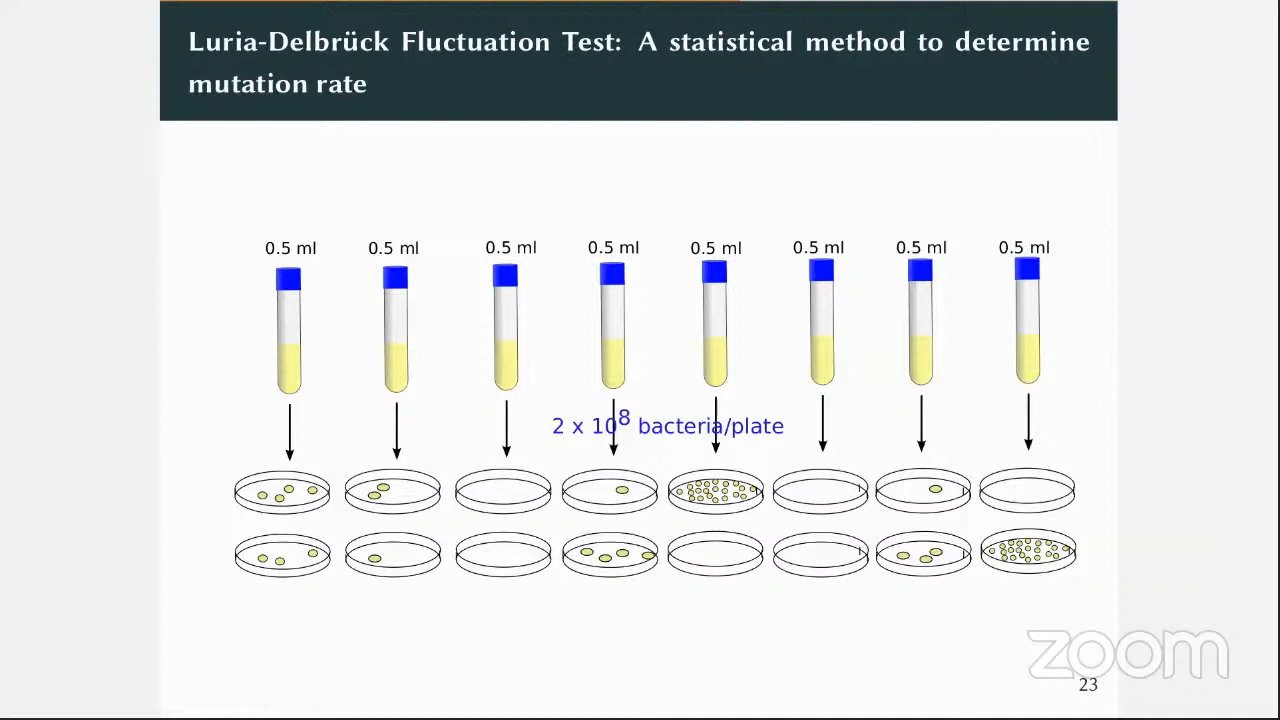 Luria-Delbrück Fluctuation Test: A statistical method to determine
mutation rate
0.5 ml 0.5 ml 0.5 ml 0.5 ml 0.5 ml 0.5 ml 0.5 ml 0.5 ml
2 x 10⁸ bacteria/plate
zoom
23